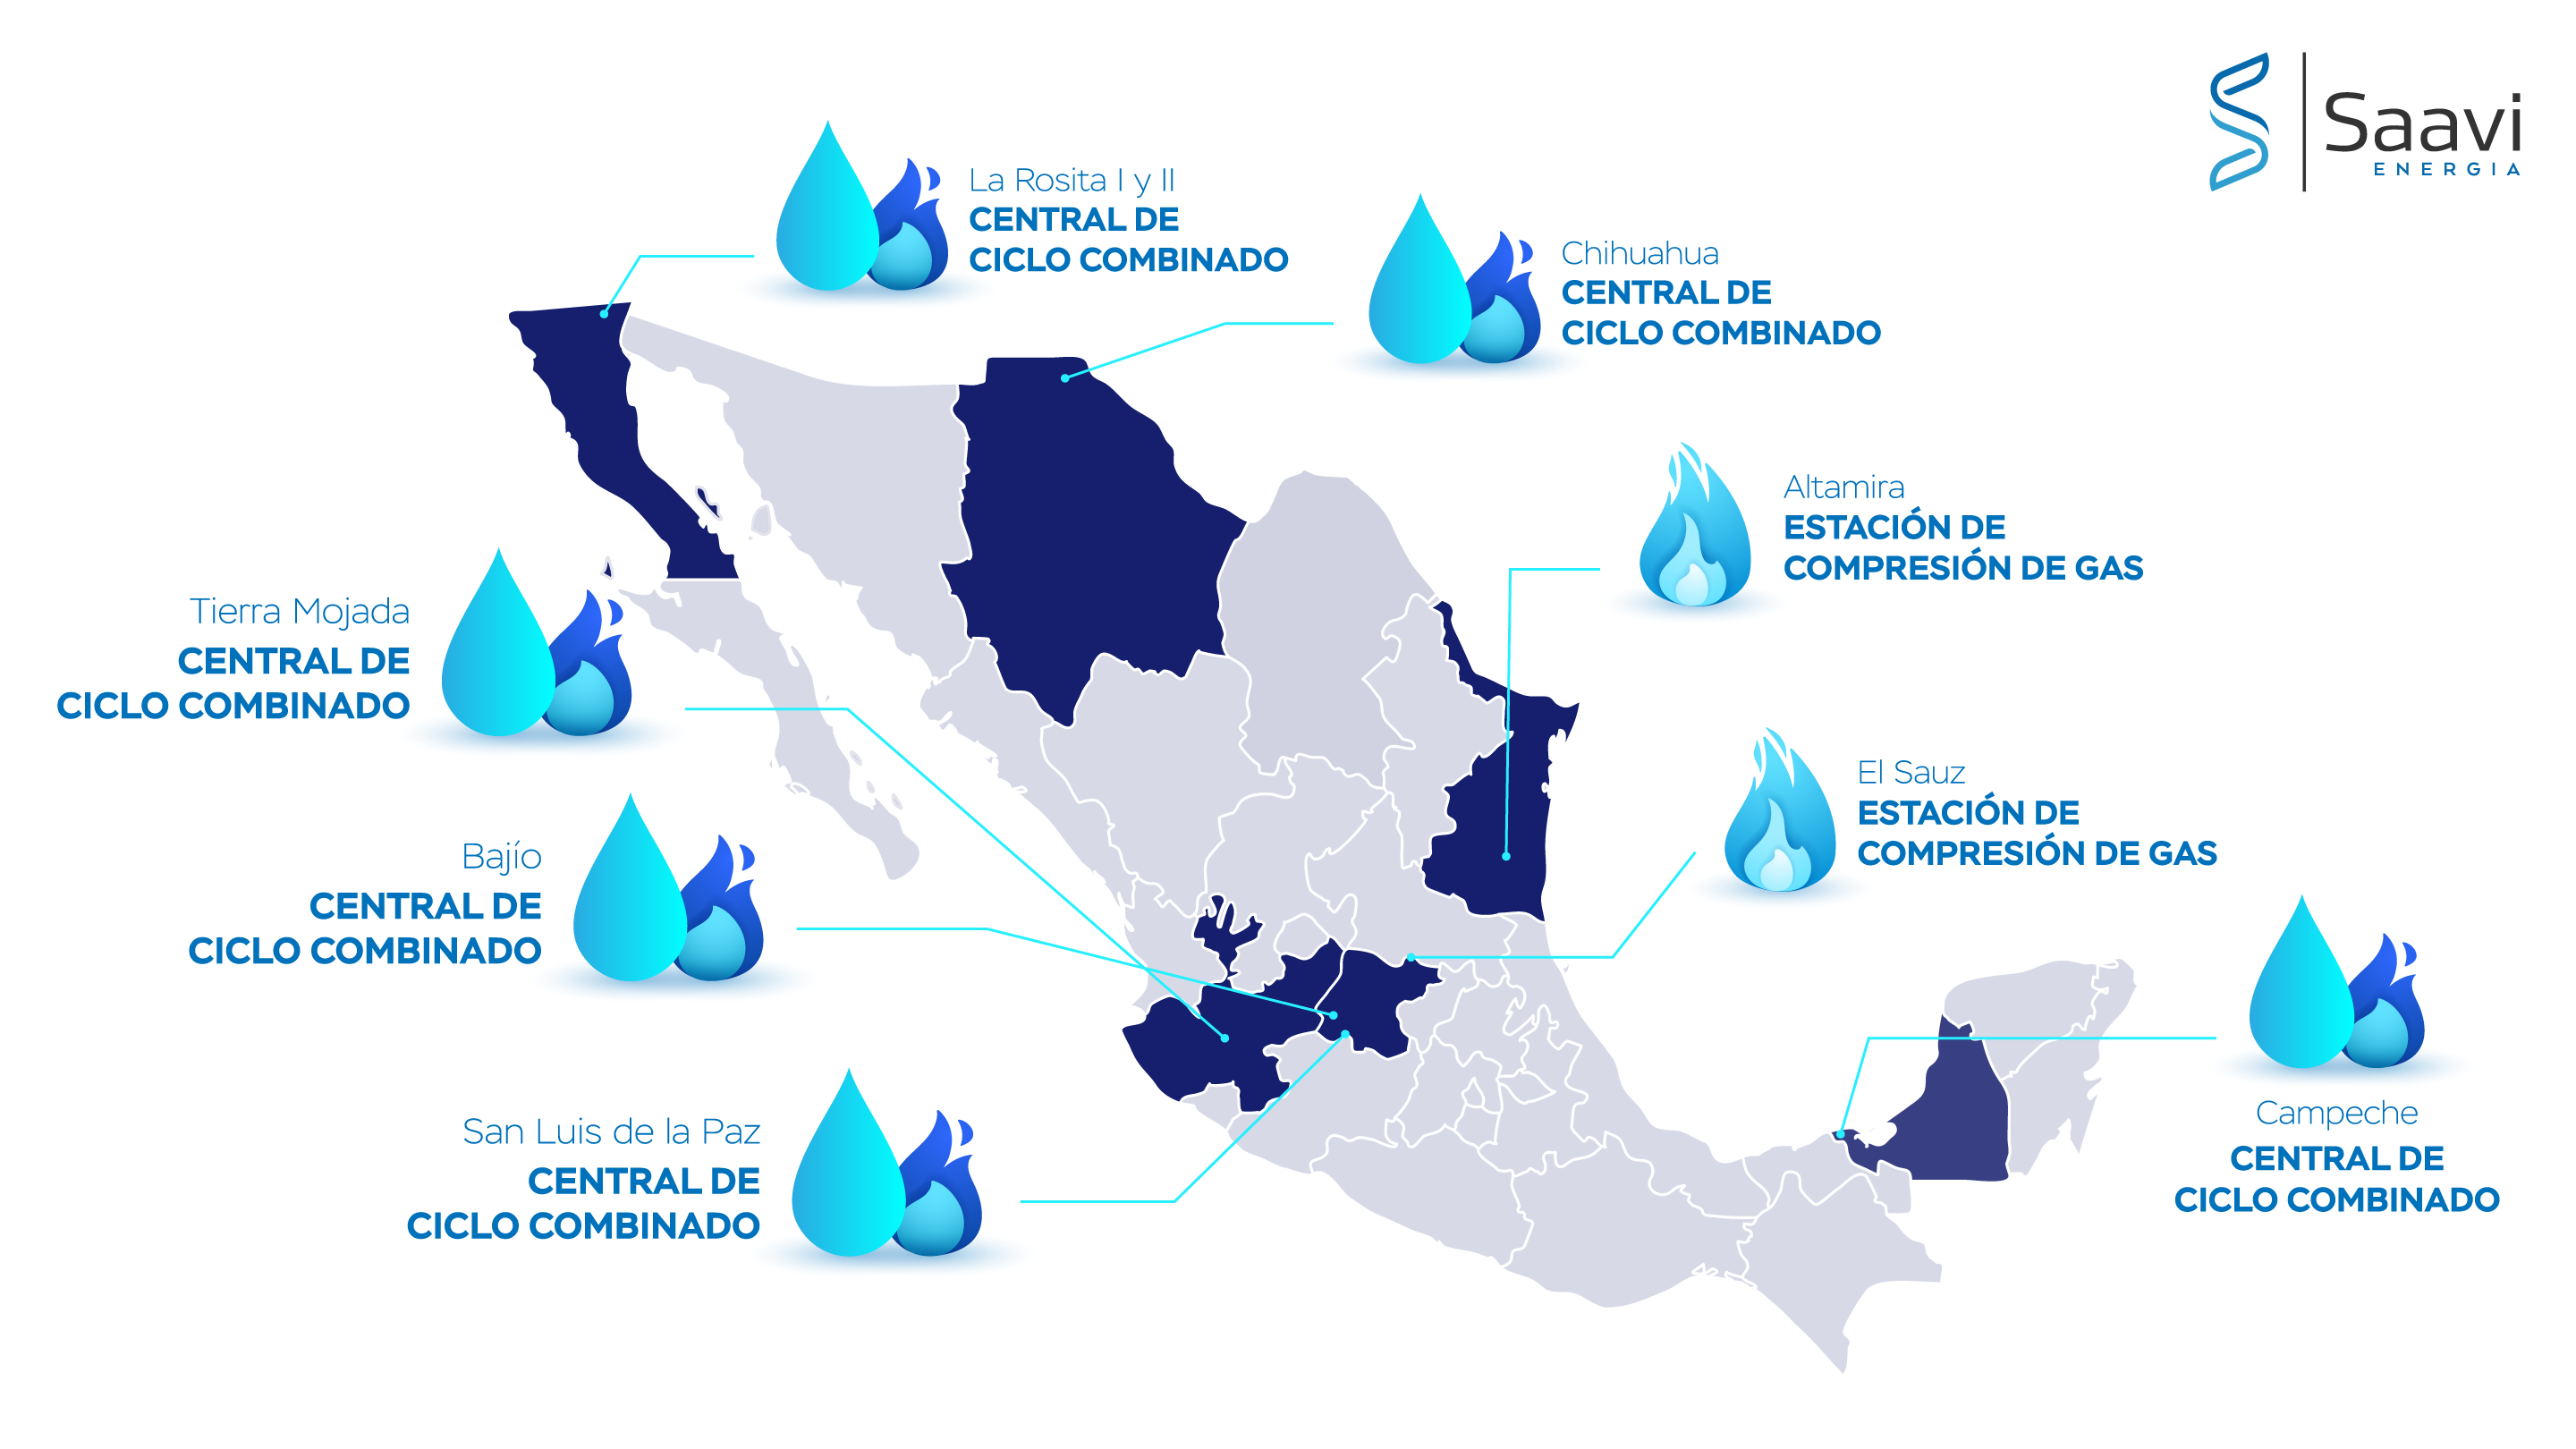 Saavi
ENERGIA
La Rosita I y II
CENTRAL DE
CICLO COMBINADO
Chihuahua
CENTRAL DE
CICLO COMBINADO
Altamira
ESTACIÓN DE
COMPRESIÓN DE GAS
Tierra Mojada
CENTRAL DE
CICLO COMBINADO
El Sauz
ESTACIÓN DE
COMPRESIÓN DE GAS
Bajío
CENTRAL DE
CICLO COMBINADO
Campeche
CENTRAL DE
CICLO COMBINADO
San Luis de la Paz
CENTRAL DE
CICLO COMBINADO